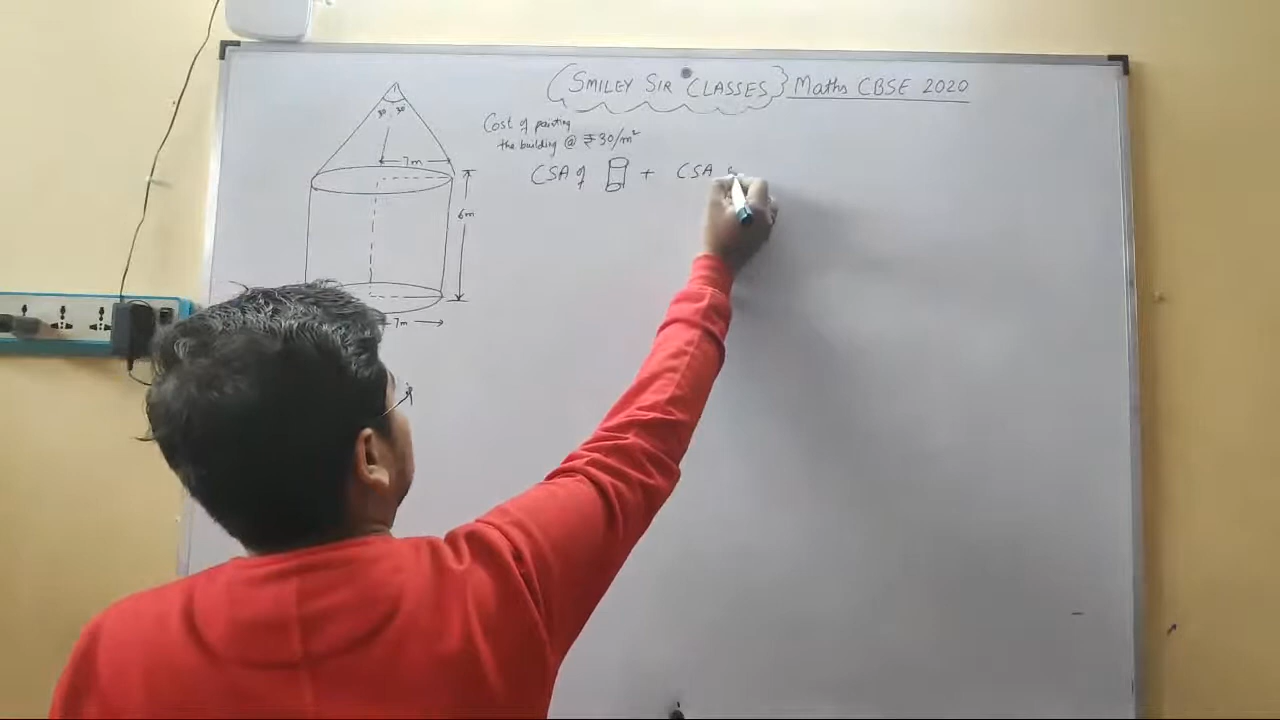 SMILEY SIR CLASSES Maths CBSE 2020
Cost of painting
the building @ ₹30/m²
CSA of + CSA
30 30
7m
6m
7m